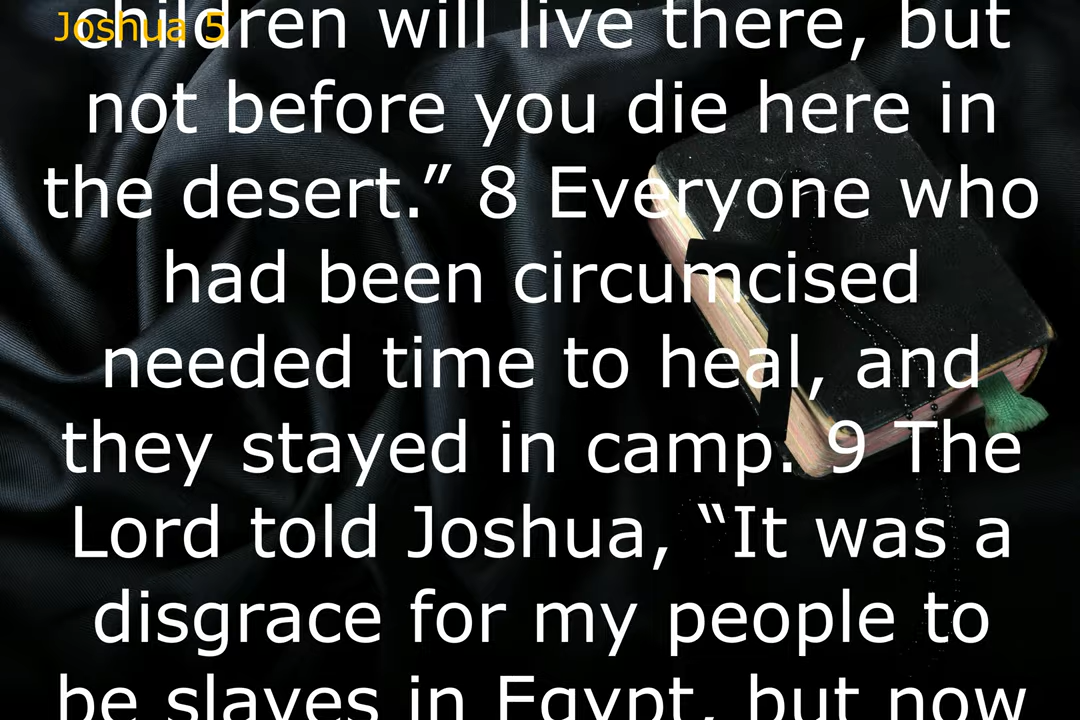 Joshua 5
children will live there, but
not before you die here in
the desert.” 8 Everyone who
had been circumcised
needed time to heal, and
they stayed in camp. 9 The
Lord told Joshua, “It was a
disgrace for my people to
be slaves in Egypt, but now